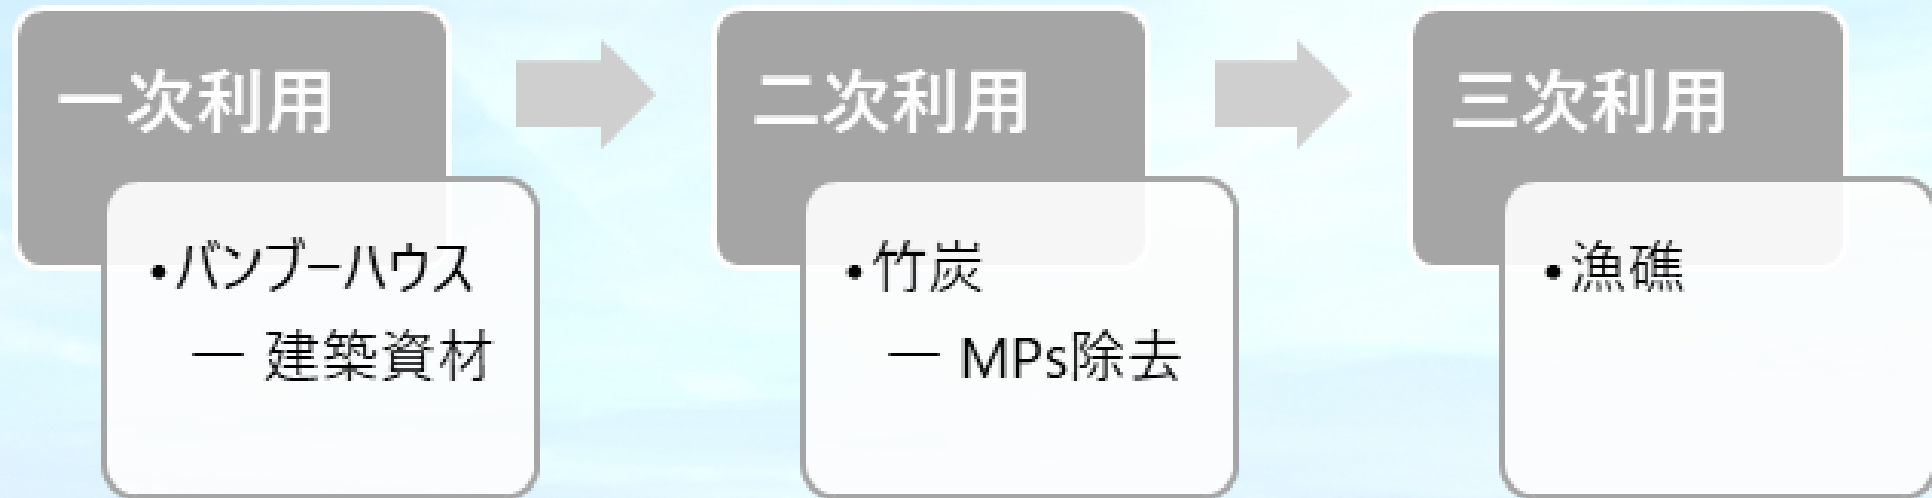 一次利用
•バンブーハウス
― 建築資材
二次利用
•竹炭
― MPs除去
三次利用
•漁礁